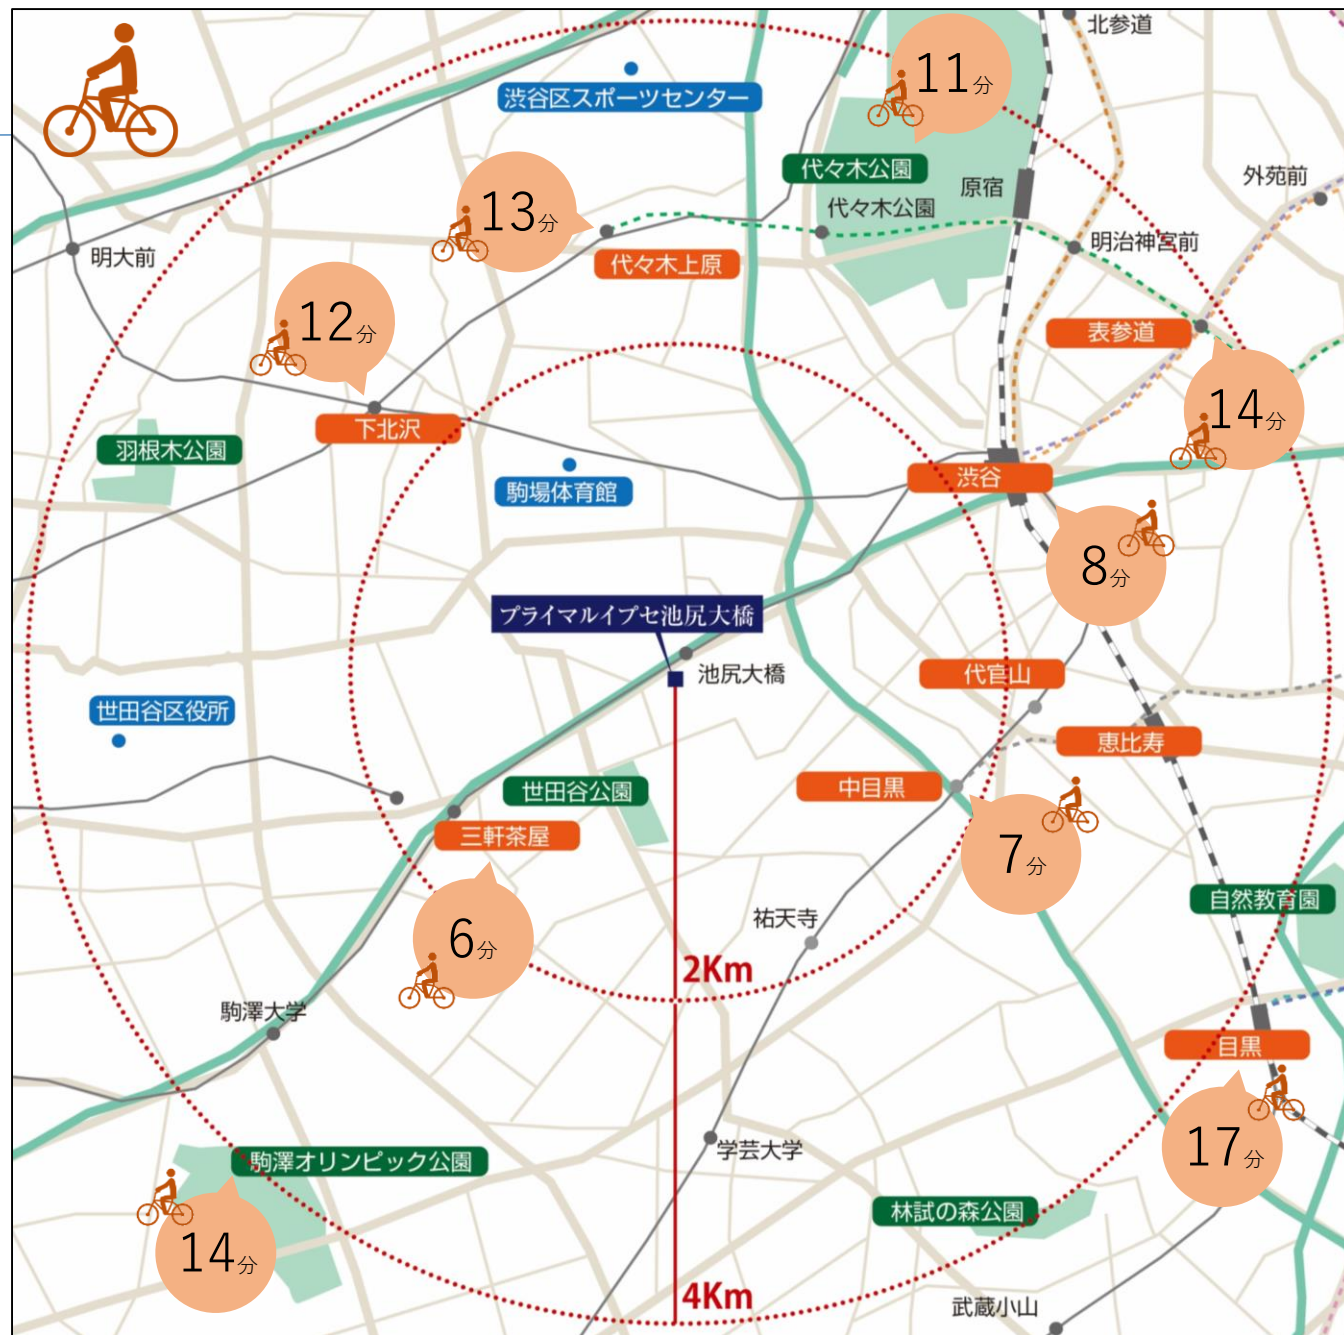 北参道
11分
渋谷区スポーツセンター
代々木公園
原宿
外苑前
13分
代々木公園
明治神宮前
明大前
代々木上原
12分
表参道
14分
下北沢
羽根木公園
渋谷
駒場体育館
8分
プライマルイプセ池尻大橋
池尻大橋
代官山
世田谷区役所
恵比寿
世田谷公園
中目黒
三軒茶屋
7分
自然教育園
祐天寺
6分
2Km
駒澤大学
目黒
17分
学芸大学
駒澤オリンピック公園
林試の森公園
14分
4Km
武蔵小山